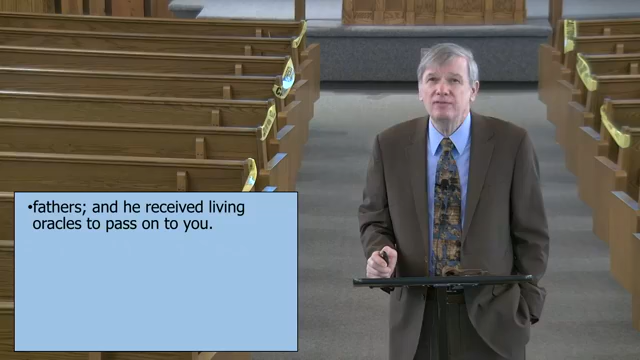 •fathers; and he received living
oracles to pass on to you.